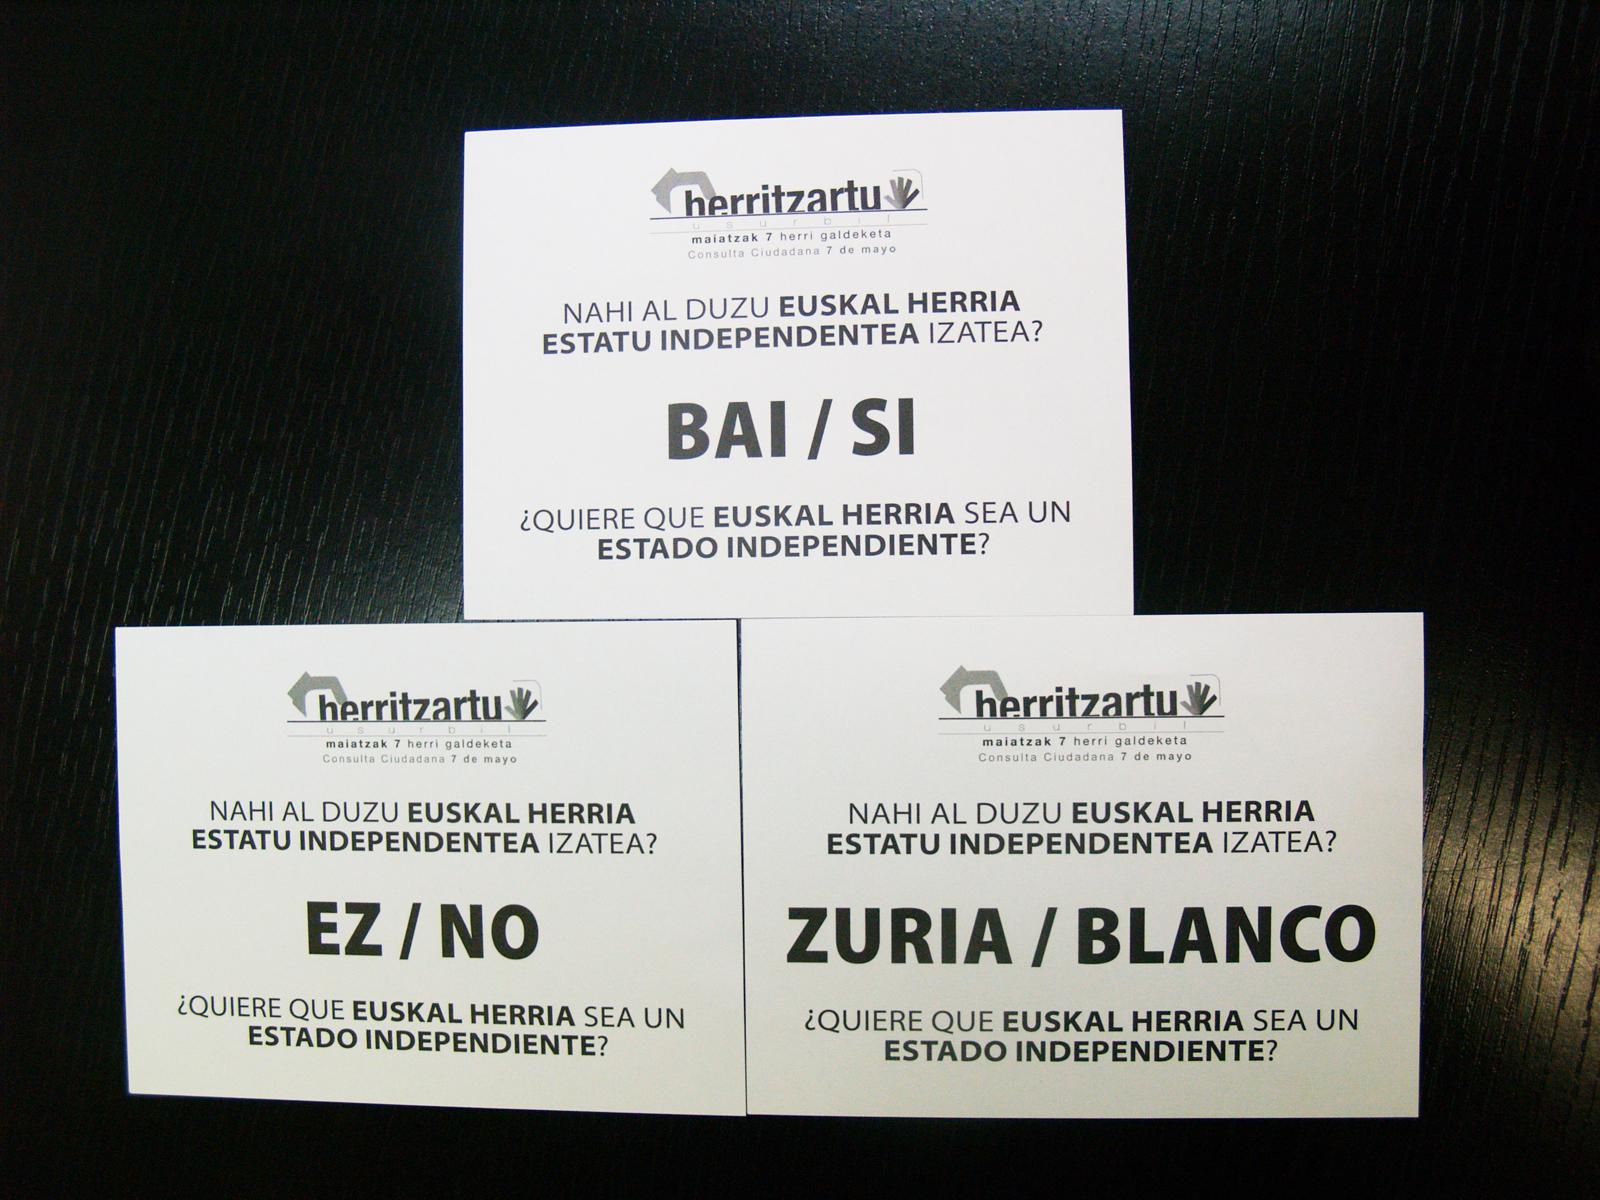 herritzartu
usurbil
maiatzak 7 herri galdeketa
Consulta Ciudadana 7 de mayo
NAHI AL DUZU EUSKAL HERRIA
ESTATU INDEPENDENTEA IZATEA?
BAI / SI
¿QUIERE QUE EUSKAL HERRIA SEA UN
ESTADO INDEPENDIENTE?
herritzartu
usurbil
maiatzak 7 herri galdeketa
Consulta Ciudadana 7 de mayo
NAHI AL DUZU EUSKAL HERRIA
ESTATU INDEPENDENTEA IZATEA?
EZ / NO
¿QUIERE QUE EUSKAL HERRIA SEA UN
ESTADO INDEPENDIENTE?
herritzartu
usurbil
maiatzak 7 herri galdeketa
Consulta Ciudadana 7 de mayo
NAHI AL DUZU EUSKAL HERRIA
ESTATU INDEPENDENTEA IZATEA?
ZURIA / BLANCO
¿QUIERE QUE EUSKAL HERRIA SEA UN
ESTADO INDEPENDIENTE?